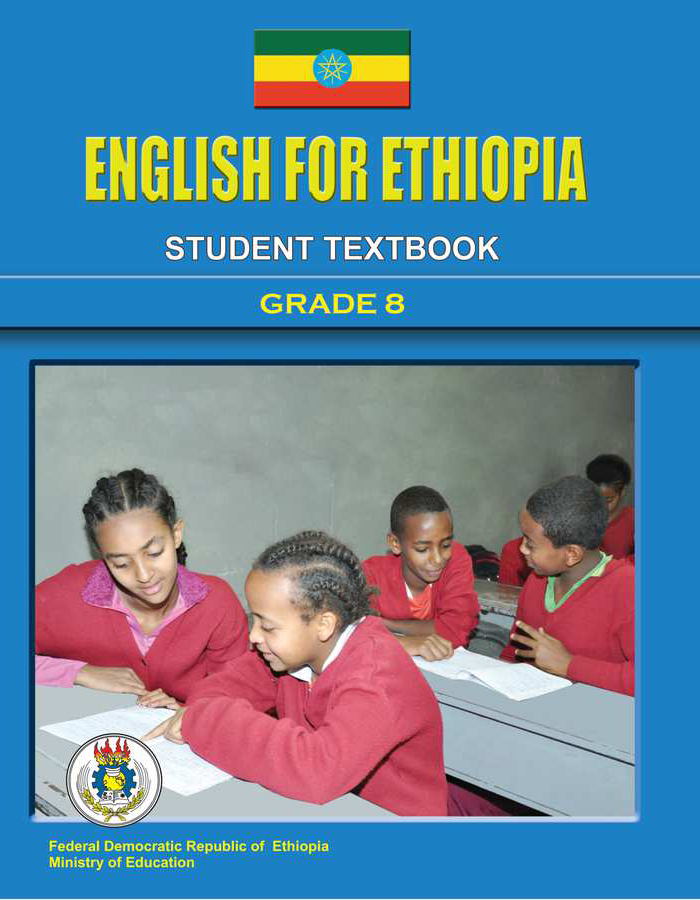 ENGLISH FOR ETHIOPIA
STUDENT TEXTBOOK
GRADE 8
Federal Democratic Republic of Ethiopia
Ministry of Education